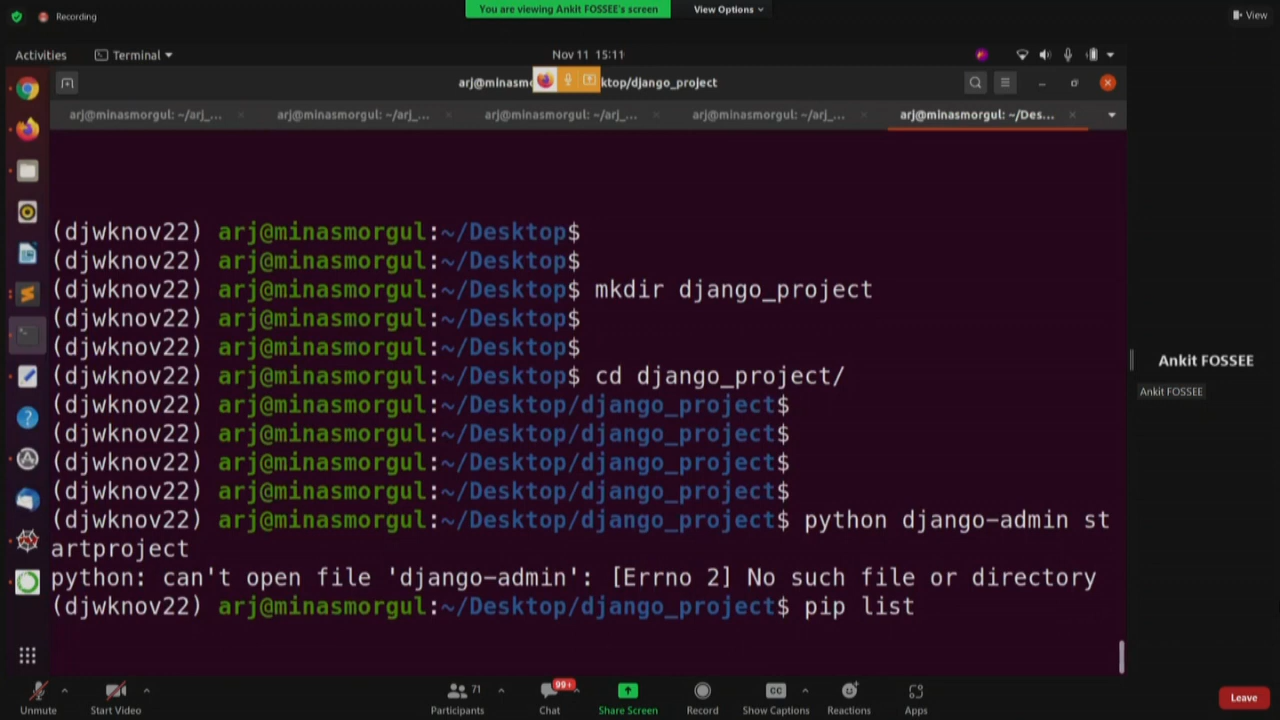 Recording
You are viewing Ankit FOSSEE's screen
View Options
View
Activities
Terminal
Nov 11 15:11
arj@minasm
ktop/django_project
arj@minasmorgul: ~/arj_...
arj@minasmorgul: ~/arj_...
arj@minasmorgul: ~/arj_...
arj@minasmorgul: ~/arj_...
arj@minasmorgul: ~/Des...
(djwknov22) arj@minasmorgul:~/Desktop$
(djwknov22) arj@minasmorgul:~/Desktop$
(djwknov22) arj@minasmorgul:~/Desktop$ mkdir django_project
(djwknov22) arj@minasmorgul:~/Desktop$
(djwknov22) arj@minasmorgul:~/Desktop$
(djwknov22) arj@minasmorgul:~/Desktop$ cd django_project/
(djwknov22) arj@minasmorgul:~/Desktop/django_project$
(djwknov22) arj@minasmorgul:~/Desktop/django_project$
(djwknov22) arj@minasmorgul:~/Desktop/django_project$
(djwknov22) arj@minasmorgul:~/Desktop/django_project$
(djwknov22) arj@minasmorgul:~/Desktop/django_project$ python django-admin st
artproject
python: can't open file 'django-admin': [Errno 2] No such file or directory
(djwknov22) arj@minasmorgul:~/Desktop/django_project$ pip list
Ankit FOSSEE
Ankit FOSSEE
Unmute
Start Video
71
Participants
99+
Chat
Share Screen
Record
CC
Show Captions
Reactions
Apps
Leave